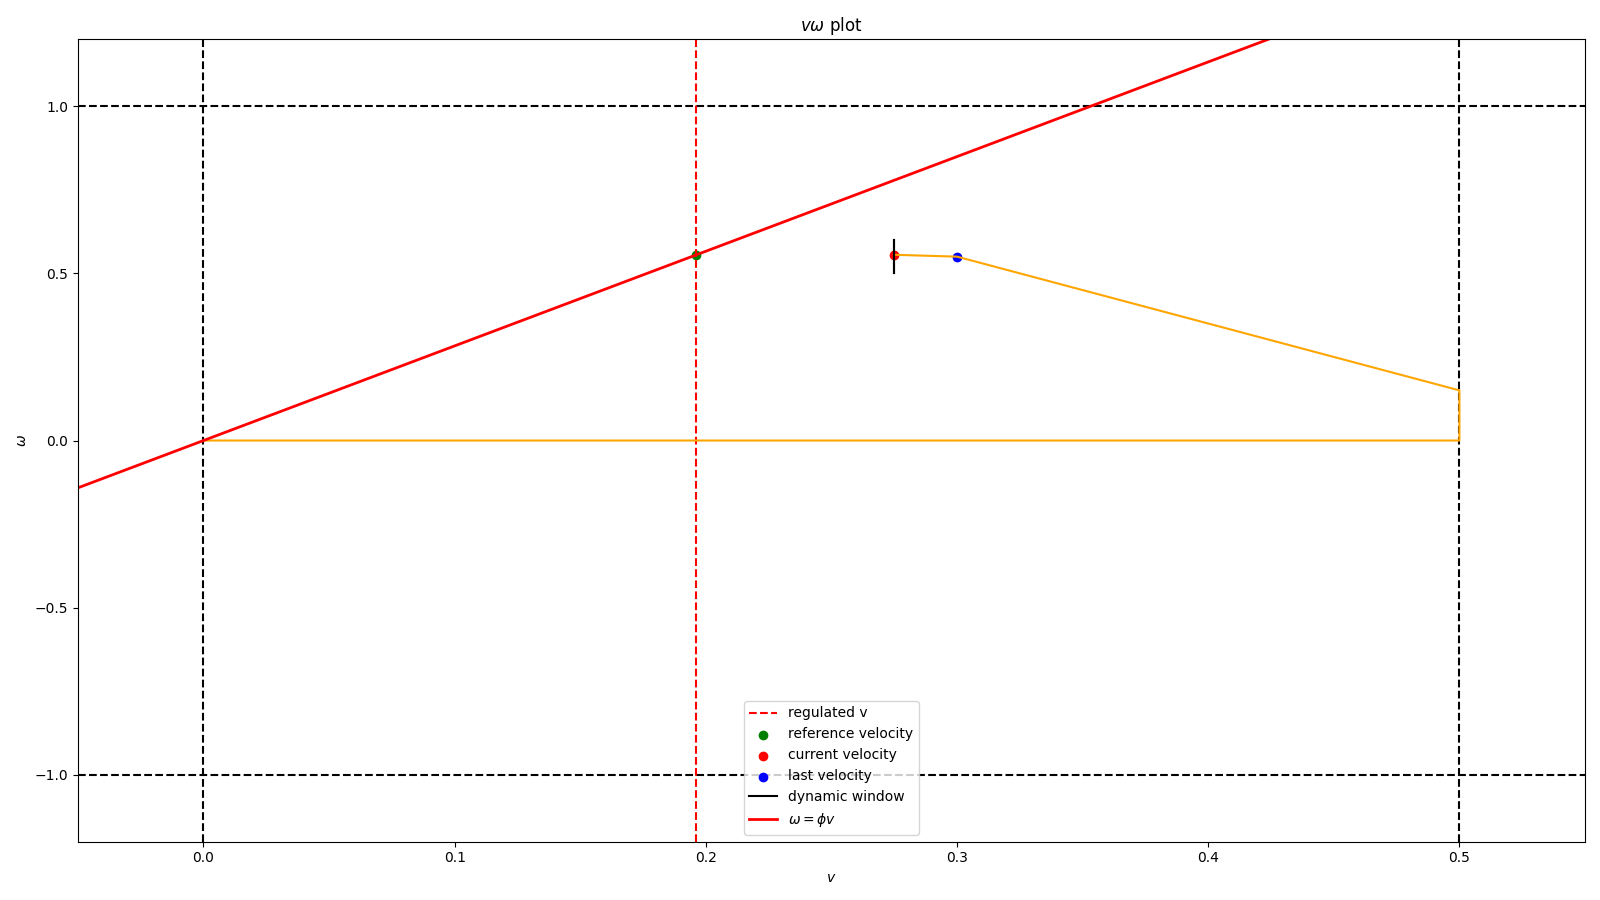 vω plot
1.0
0.5
0.0
−0.5
−1.0
ω
regulated v
reference velocity
current velocity
last velocity
dynamic window
ω = ϕv
0.0 0.1 0.2 0.3 0.4 0.5
v